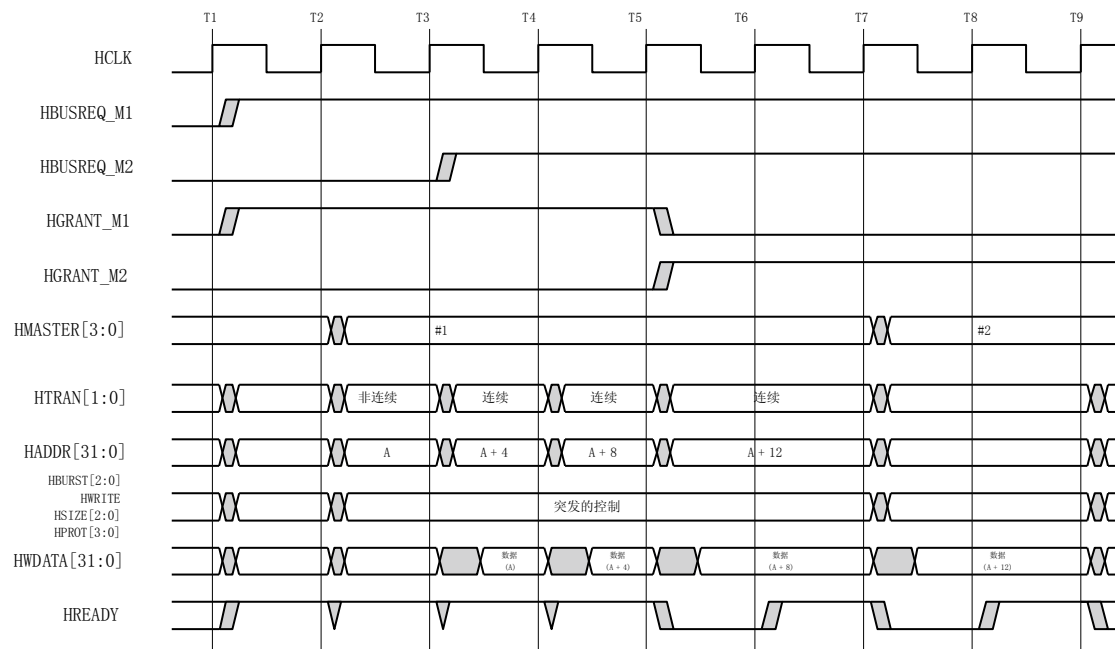 T1 T2 T3 T4 T5 T6 T7 T8 T9
HCLK
HBUSREQ_M1
HBUSREQ_M2
HGRANT_M1
HGRANT_M2
HMASTER[3:0] #1 #2
HTRAN[1:0] 非连续 连续 连续 连续
HADDR[31:0] A A + 4 A + 8 A + 12
HBURST[2:0]
HWRITE
HSIZE[2:0]
HPROT[3:0]
突发的控制
HWDATA[31:0]
数据 数据 数据 数据
(A) (A + 4) (A + 8) (A + 12)
HREADY